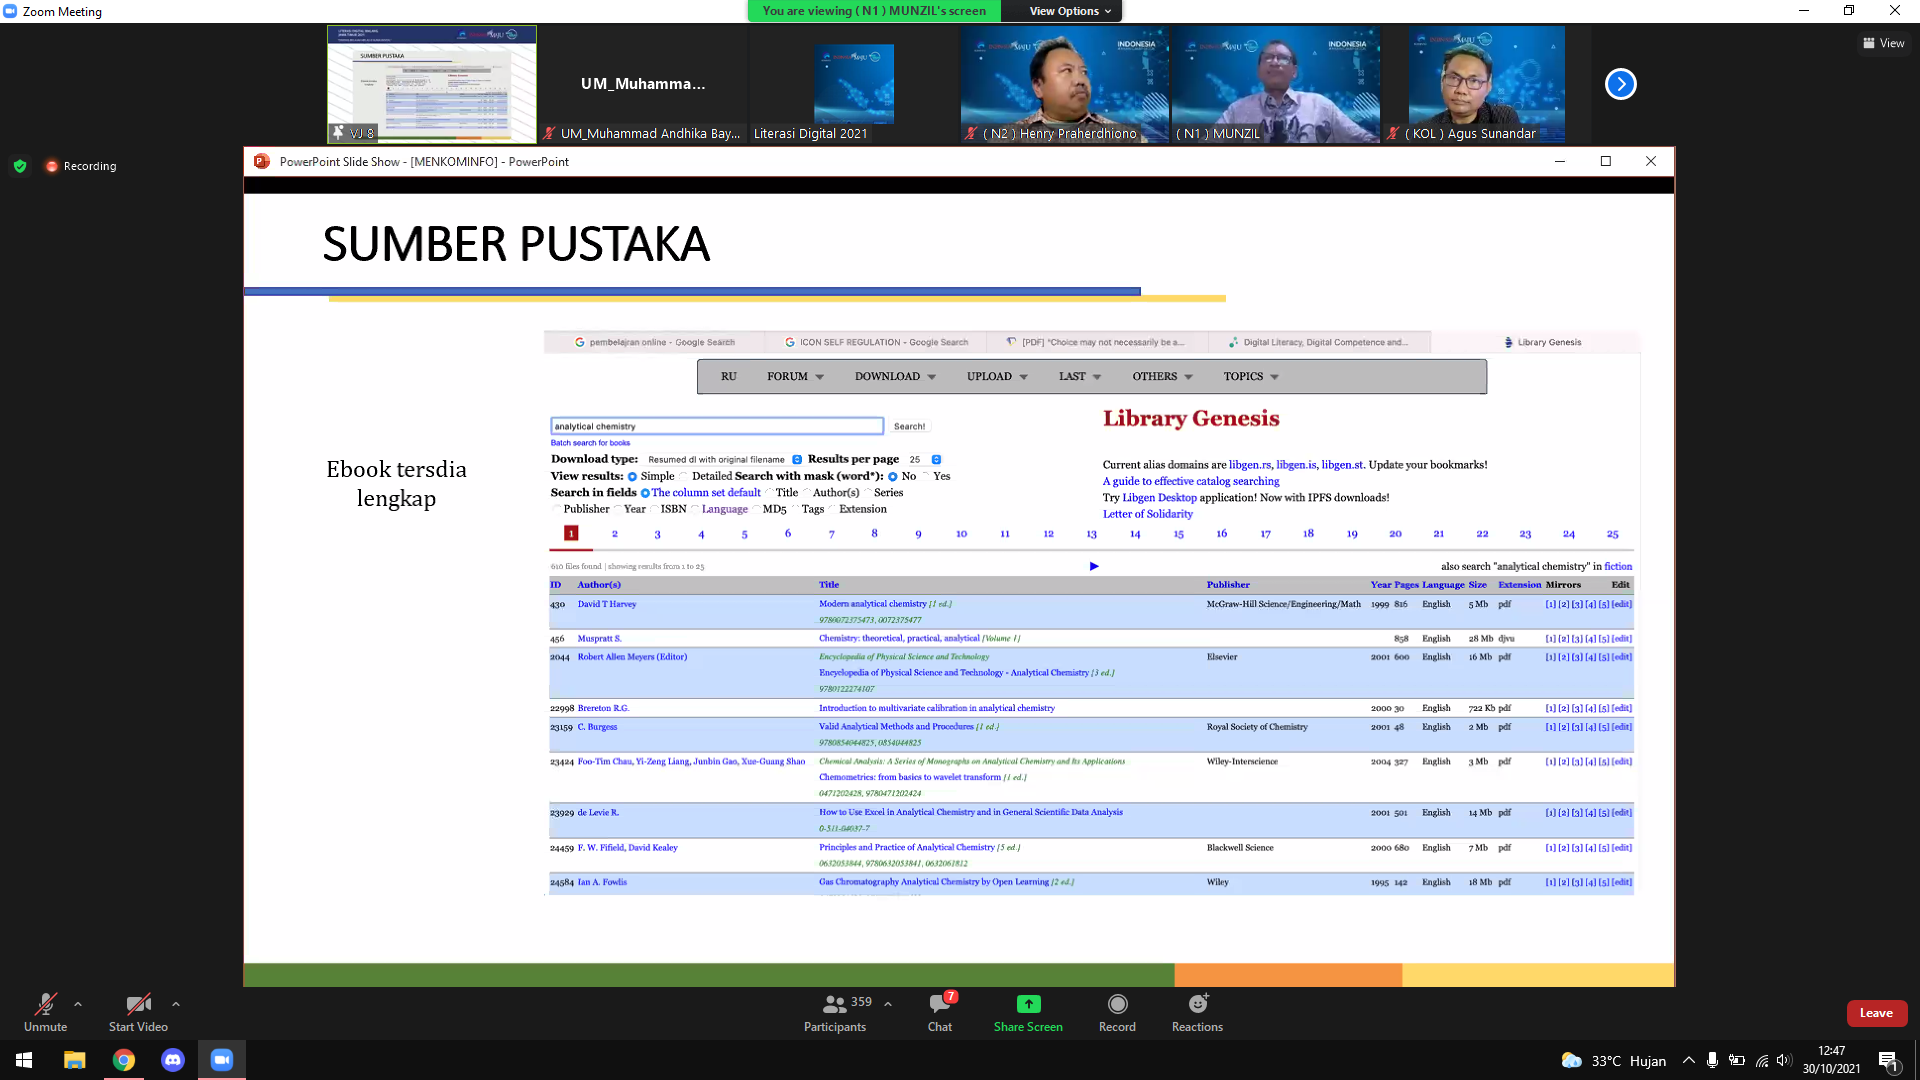 Zoom Meeting
You are viewing ( N1 ) MUNZIL's screen
View Options
View
SUMBER PUSTAKA
VJ 8
UM_Muhamma...
UM_Muhammad Andhika Bay...
Literasi Digital 2021
INDONESIA
( N2 ) Henry Praherdhiono
INDONESIA
( N1 ) MUNZIL
( KOL ) Agus Sunandar
Recording
PowerPoint Slide Show - [MENKOMINFO] - PowerPoint
SUMBER PUSTAKA
Ebook tersdia
lengkap
pembelajran online - Google Search
ICON SELF REGULATION - Google Search
[PDF] "Choice may not necessarily be a...
Digital Literacy, Digital Competence and...
Library Genesis
RU FORUM DOWNLOAD UPLOAD LAST OTHERS TOPICS
Library Genesis
analytical chemistry Search!
Batch search for books
Download type: Resumed dl with original filename Results per page 25
View results: Simple Detailed Search with mask (word*): No Yes
Search in fields The column set default Title Author(s) Series
Publisher Year ISBN Language MD5 Tags Extension
Current alias domains are libgen.rs, libgen.is, libgen.st. Update your bookmarks!
A guide to effective catalog searching
Try Libgen Desktop application! Now with IPFS downloads!
Letter of Solidarity
1 2 3 4 5 6 7 8 9 10 11 12 13 14 15 16 17 18 19 20 21 22 23 24 25
610 files found | showing results from 1 to 25
also search "analytical chemistry" in fiction
ID Author(s) Title Publisher Year Pages Language Size Extension Mirrors Edit
430 David T Harvey Modern analytical chemistry [1 ed.] McGraw-Hill Science/Engineering/Math 1999 816 English 5 Mb pdf [1] [2] [3] [4] [5] [edit]
9780072375473, 0072375477
456 Muspratt S. Chemistry: theoretical, practical, analytical [Volume 1] 858 English 28 Mb djvu [1] [2] [3] [4] [5] [edit]
2044 Robert Allen Meyers (Editor) Encyclopedia of Physical Science and Technology Elsevier 2001 600 English 16 Mb pdf [1] [2] [3] [4] [5] [edit]
Encyclopedia of Physical Science and Technology - Analytical Chemistry [3 ed.]
9780122274107
22998 Brereton R.G. Introduction to multivariate calibration in analytical chemistry 2000 30 English 722 Kb pdf [1] [2] [3] [4] [5] [edit]
23159 C. Burgess Valid Analytical Methods and Procedures [1 ed.] Royal Society of Chemistry 2001 48 English 2 Mb pdf [1] [2] [3] [4] [5] [edit]
9780854044825, 0854044825
23424 Foo-Tim Chau, Yi-Zeng Liang, Junbin Gao, Xue-Guang Shao Chemical Analysis: A Series of Monographs on Analytical Chemistry and Its Applications Wiley-Interscience 2004 327 English 3 Mb pdf [1] [2] [3] [4] [5] [edit]
Chemometrics: from basics to wavelet transform [1 ed.]
0471202428, 9780471202424
23929 de Levie R. How to Use Excel in Analytical Chemistry and in General Scientific Data Analysis 2001 501 English 14 Mb pdf [1] [2] [3] [4] [5] [edit]
0-511-04037-7
24459 F. W. Fifield, David Kealey Principles and Practice of Analytical Chemistry [5 ed.] Blackwell Science 2000 680 English 7 Mb pdf [1] [2] [3] [4] [5] [edit]
0632053844, 9780632053841, 0632061812
24584 Ian A. Fowlis Gas Chromatography Analytical Chemistry by Open Learning [2 ed.] Wiley 1995 142 English 18 Mb pdf [1] [2] [3] [4] [5] [edit]
Unmute
Start Video
359
Participants
7
Chat
Share Screen
Record
Reactions
Leave
33°C Hujan
12:47
30/10/2021
1